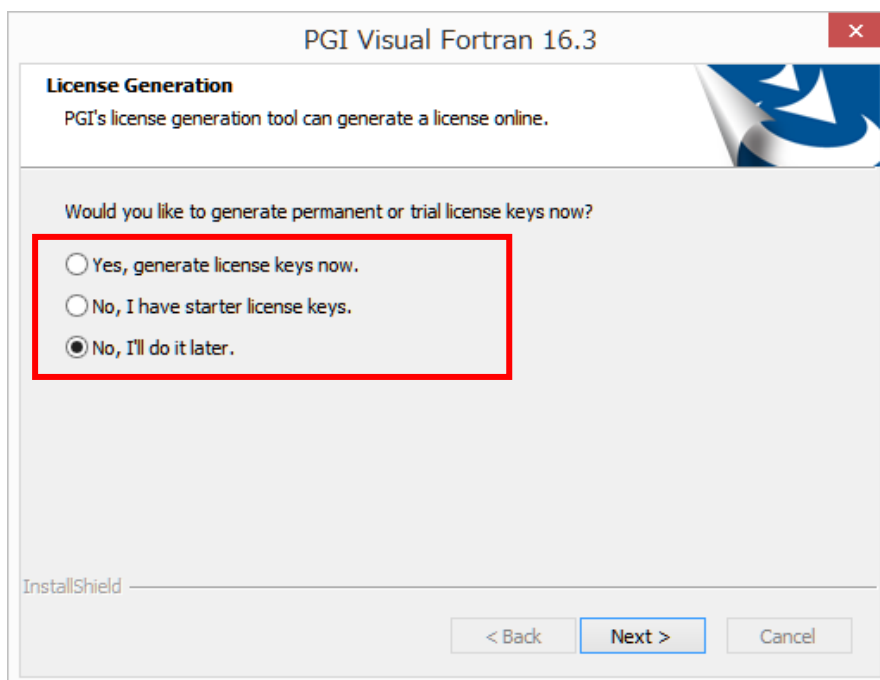 PGI Visual Fortran 16.3
License Generation
PGI's license generation tool can generate a license online.
Would you like to generate permanent or trial license keys now?
Yes, generate license keys now.
No, I have starter license keys.
No, I'll do it later.
InstallShield
< Back Next > Cancel